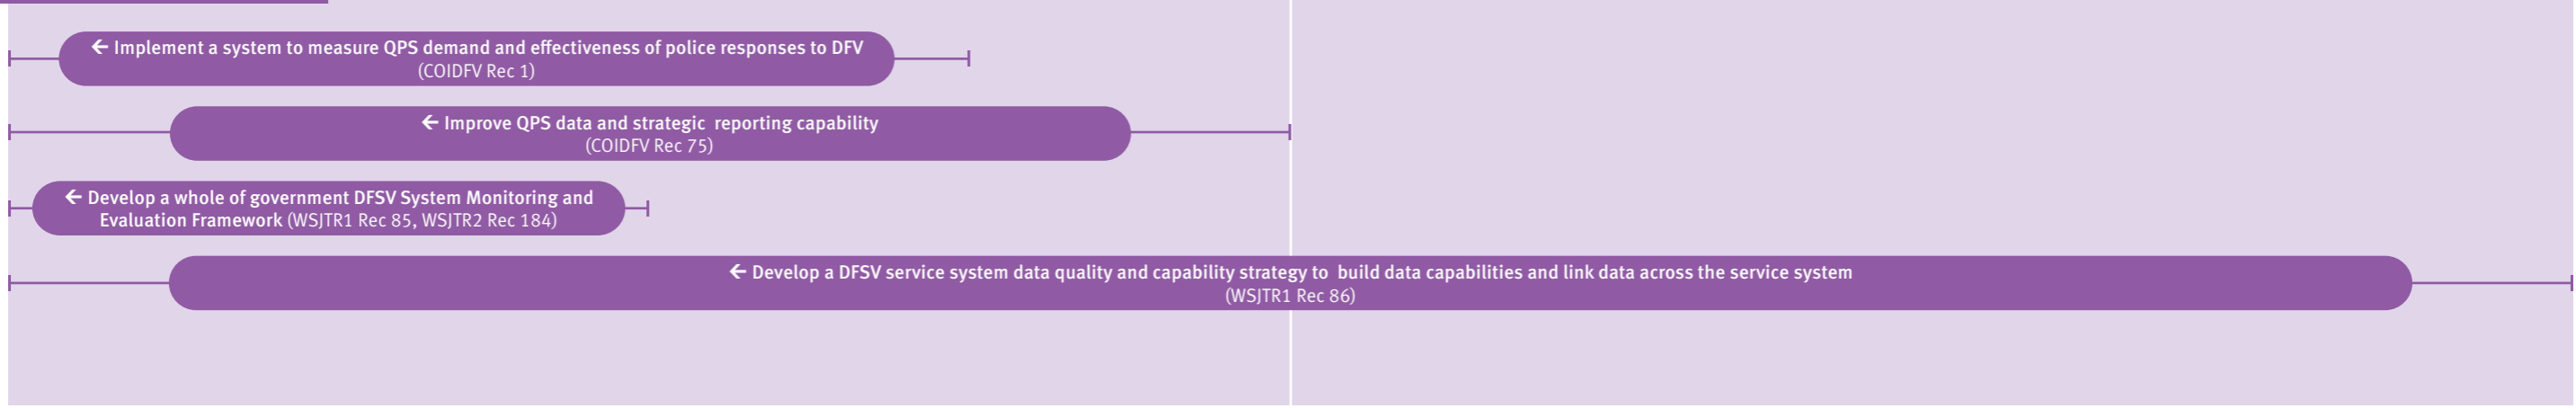 ← Implement a system to measure QPS demand and effectiveness of police responses to DFV
(COIDFV Rec 1)
← Improve QPS data and strategic  reporting capability
(COIDFV Rec 75)
← Develop a whole of government DFSV System Monitoring and
Evaluation Framework (WSJTR1 Rec 85, WSJTR2 Rec 184)
← Develop a DFSV service system data quality and capability strategy to  build data capabilities and link data across the service system
(WSJTR1 Rec 86)